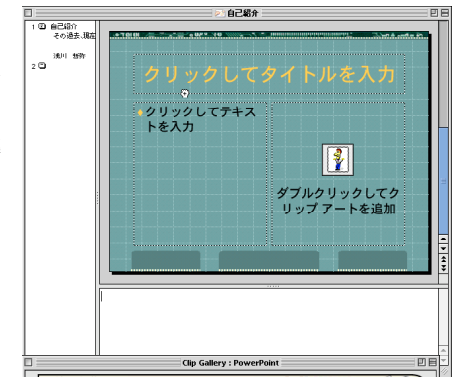 自己紹介
1 自己紹介
その過去、現在
浅川 智弥
2
クリックしてタイトルを入力
クリックしてテキス
トを入力
ダブルクリックしてク
リップ アートを追加
Clip Gallery : PowerPoint